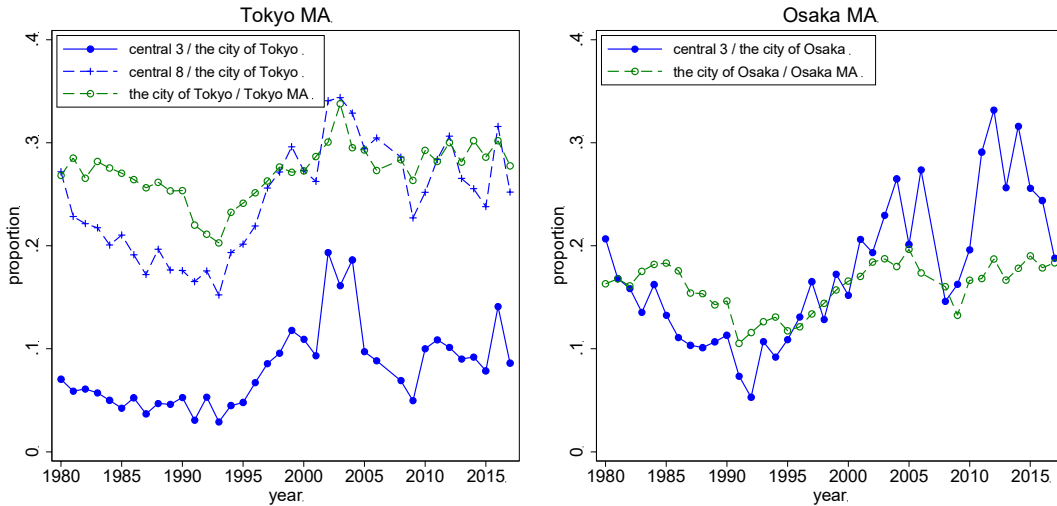 Tokyo MA.
central 3 / the city of Tokyo .
central 8 / the city of Tokyo .
the city of Tokyo / Tokyo MA .
proportion
.4.
.3.
.2.
.1.
0.
1980 1985 1990 1995 2000 2005 2010 2015.
year.
Osaka MA.
central 3 / the city of Osaka .
the city of Osaka / Osaka MA .
proportion
.4.
.3.
.2.
.1.
0.
1980 1985 1990 1995 2000 2005 2010 2015.
year.